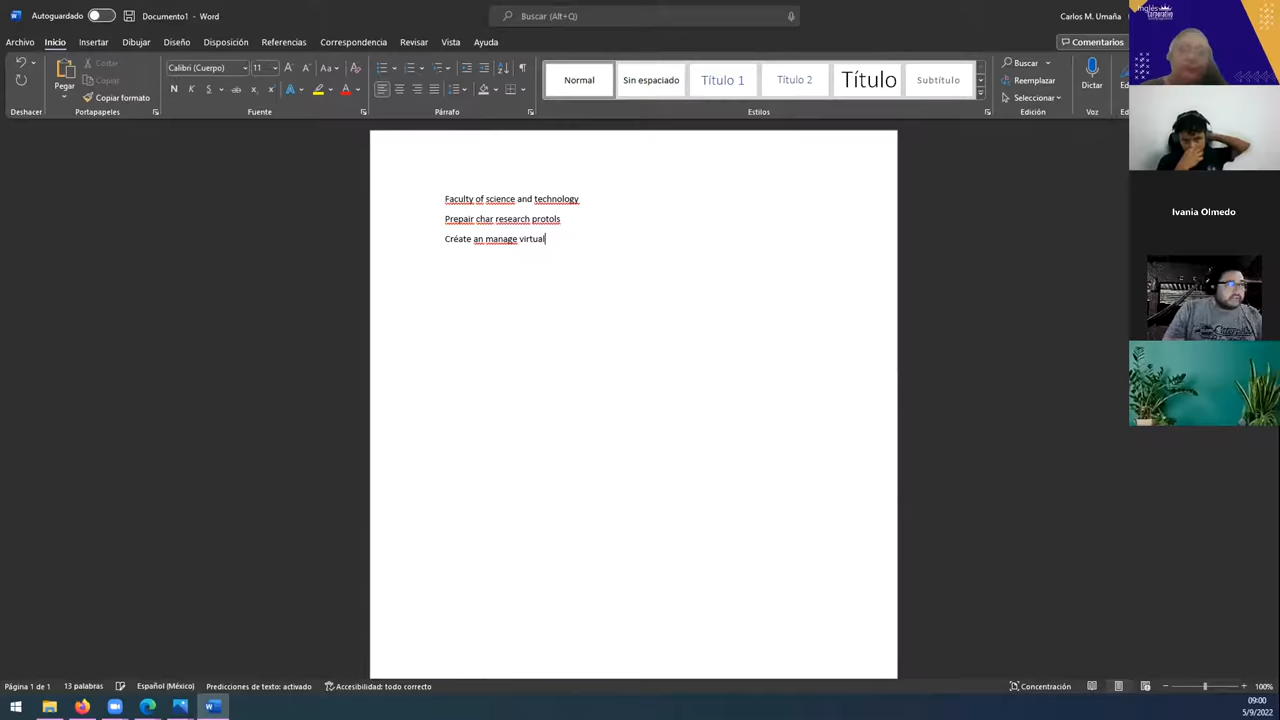 Autoguardado
Documento1 - Word
Buscar (Alt+Q)
Carlos M. Umaña
Archivo Inicio Insertar Dibujar Diseño Disposición Referencias Correspondencia Revisar Vista Ayuda
Comentarios
Deshacer
Pegar
Cortar
Copiar
Copiar formato
Portapapeles
Calibri (Cuerpo) 11
Fuente
Párrafo
Normal
Sin espaciado
Título 1
Título 2
Título
Subtítulo
Estilos
Buscar
Reemplazar
Seleccionar
Edición
Dictar
Voz
Faculty of science and technology
Prepair char research protols
Créate an manage virtual
Inglés
Corporativo
Ivania Olmedo
Página 1 de 1 13 palabras Español (México) Predicciones de texto: activado Accesibilidad: todo correcto
Concentración
100%
09:00
5/9/2022